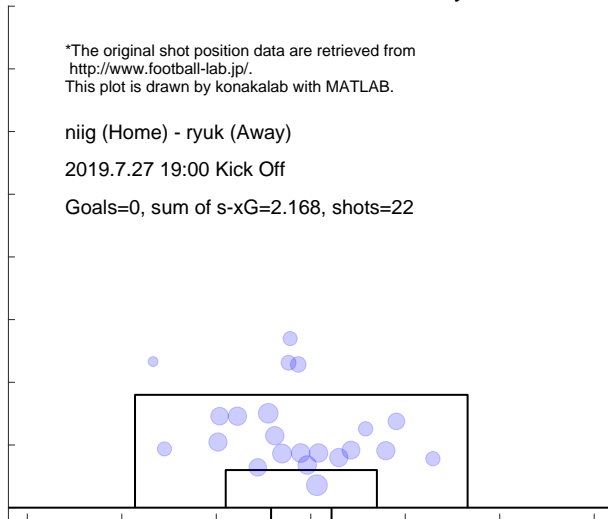 *The original shot position data are retrieved from
http://www.football-lab.jp/.
This plot is drawn by konakalab with MATLAB.
niig (Home) - ryuk (Away)
2019.7.27 19:00 Kick Off
Goals=0, sum of s-xG=2.168, shots=22